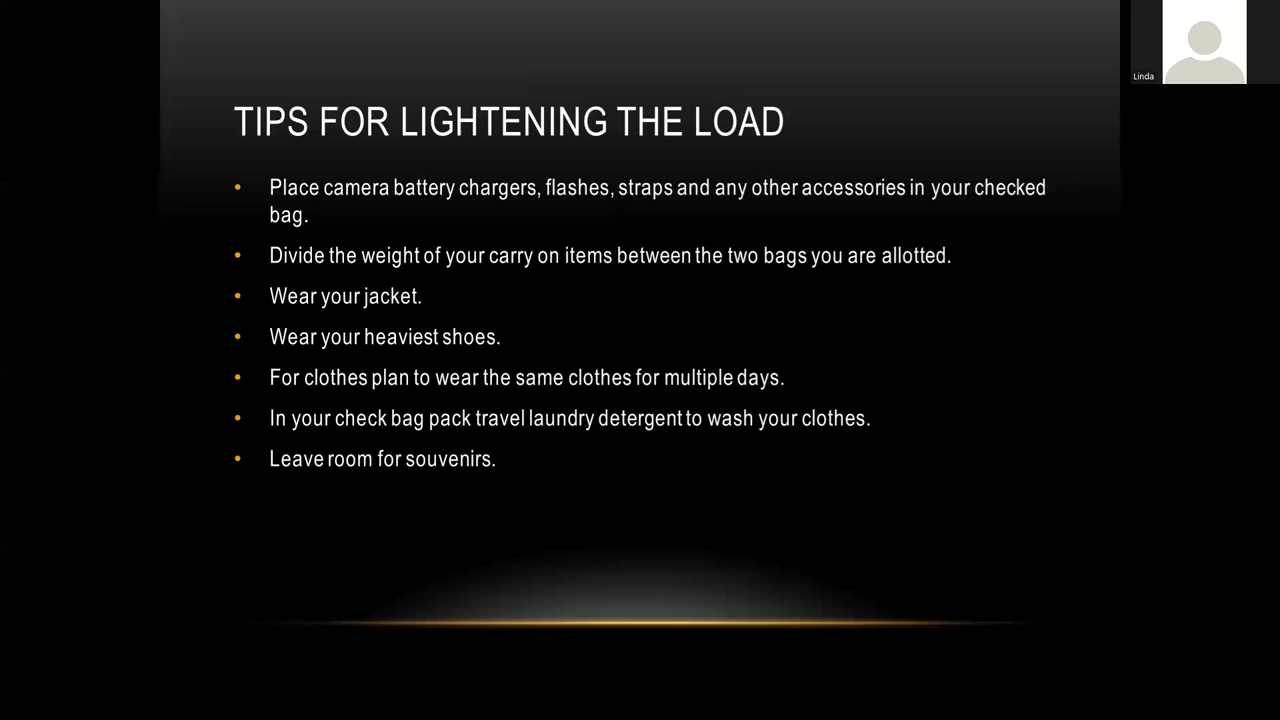 TIPS FOR LIGHTENING THE LOAD
• Place camera battery chargers, flashes, straps and any other accessories in your checked
bag.
• Divide the weight of your carry on items between the two bags you are allotted.
• Wear your jacket.
• Wear your heaviest shoes.
• For clothes plan to wear the same clothes for multiple days.
• In your check bag pack travel laundry detergent to wash your clothes.
• Leave room for souvenirs.
Linda